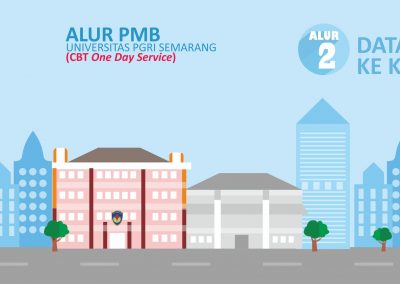 ALUR PMB
UNIVERSITAS PGRI SEMARANG
(CBT One Day Service)
ALUR
2
DATA
KE K